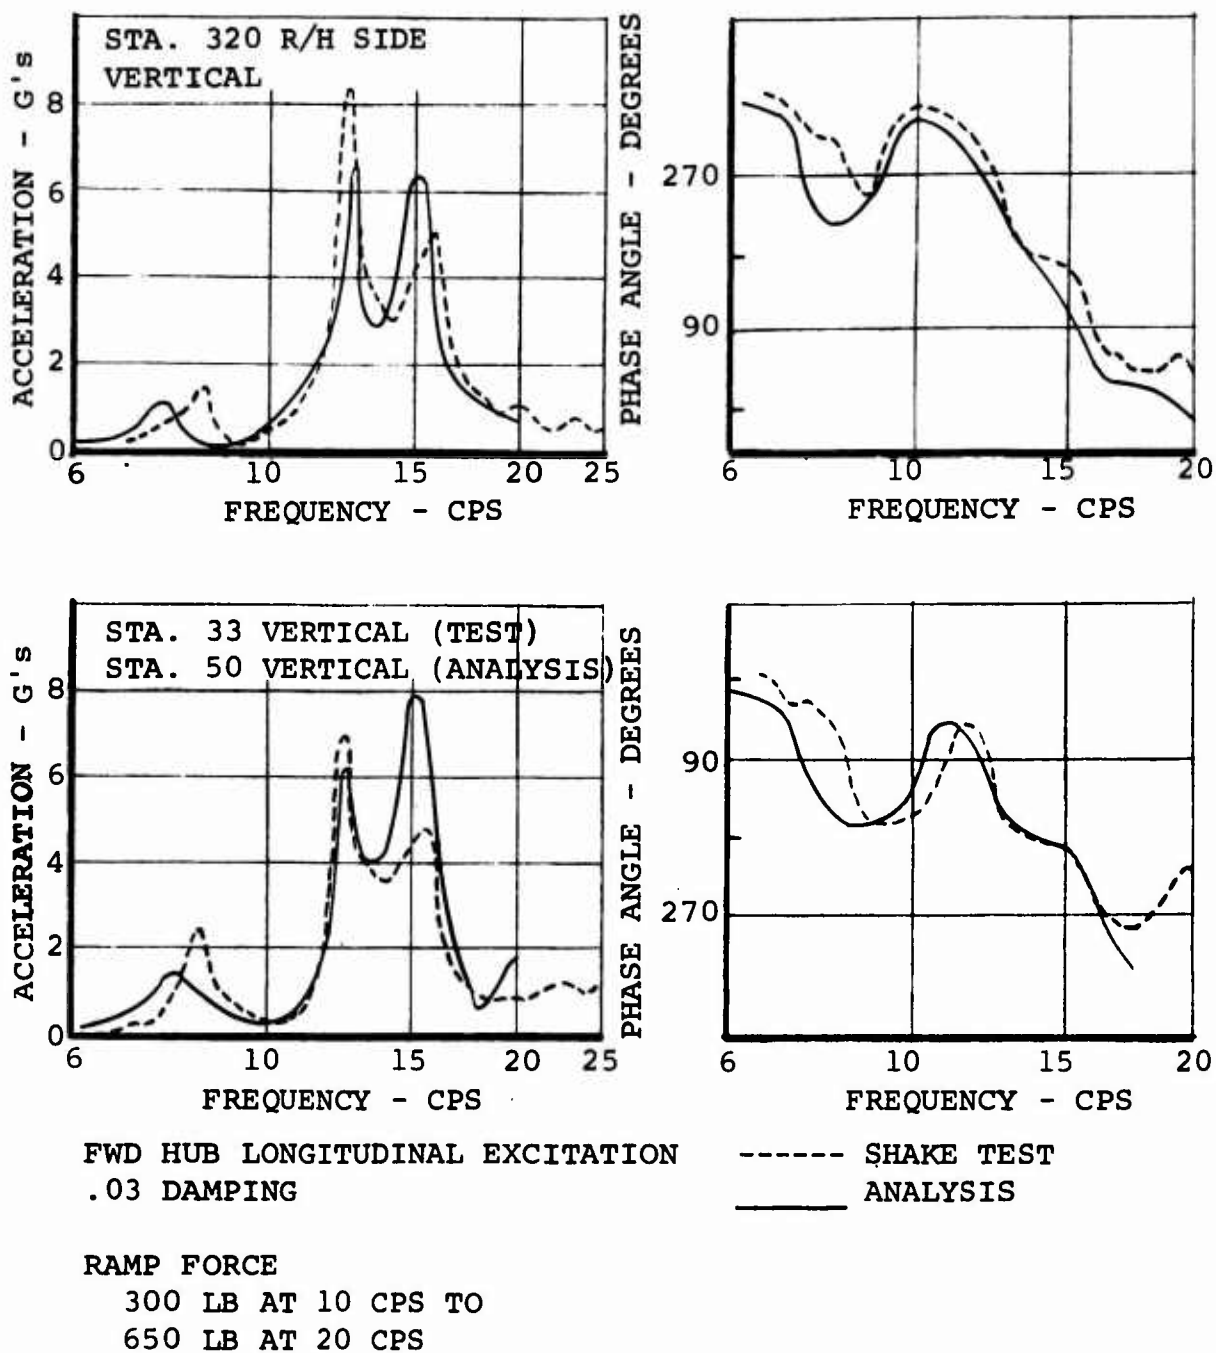 STA. 320 R/H SIDE
VERTICAL
ACCELERATION - G's
8
6
4
2
0
6 10 15 20 25
FREQUENCY - CPS
PHASE ANGLE - DEGREES
270
90
6 10 15 20
FREQUENCY - CPS
STA. 33 VERTICAL (TEST)
STA. 50 VERTICAL (ANALYSIS)
ACCELERATION - G's
8
6
4
2
0
6 10 15 20 25
FREQUENCY - CPS
PHASE ANGLE - DEGREES
90
270
6 10 15 20
FREQUENCY - CPS
FWD HUB LONGITUDINAL EXCITATION
.03 DAMPING
SHAKE TEST
ANALYSIS
RAMP FORCE
300 LB AT 10 CPS TO
650 LB AT 20 CPS